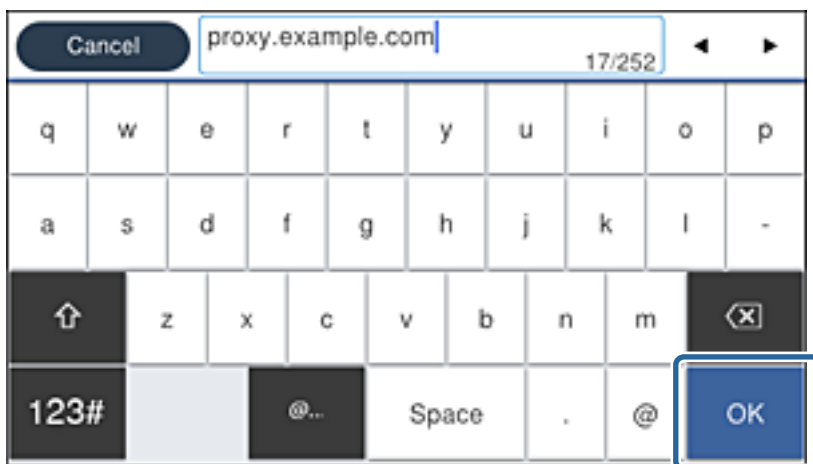 Cancel proxy.example.com
17/252
q w e r t y u i o p
a s d f g h j k l -
z x c v b n m
123# @... Space . @ OK